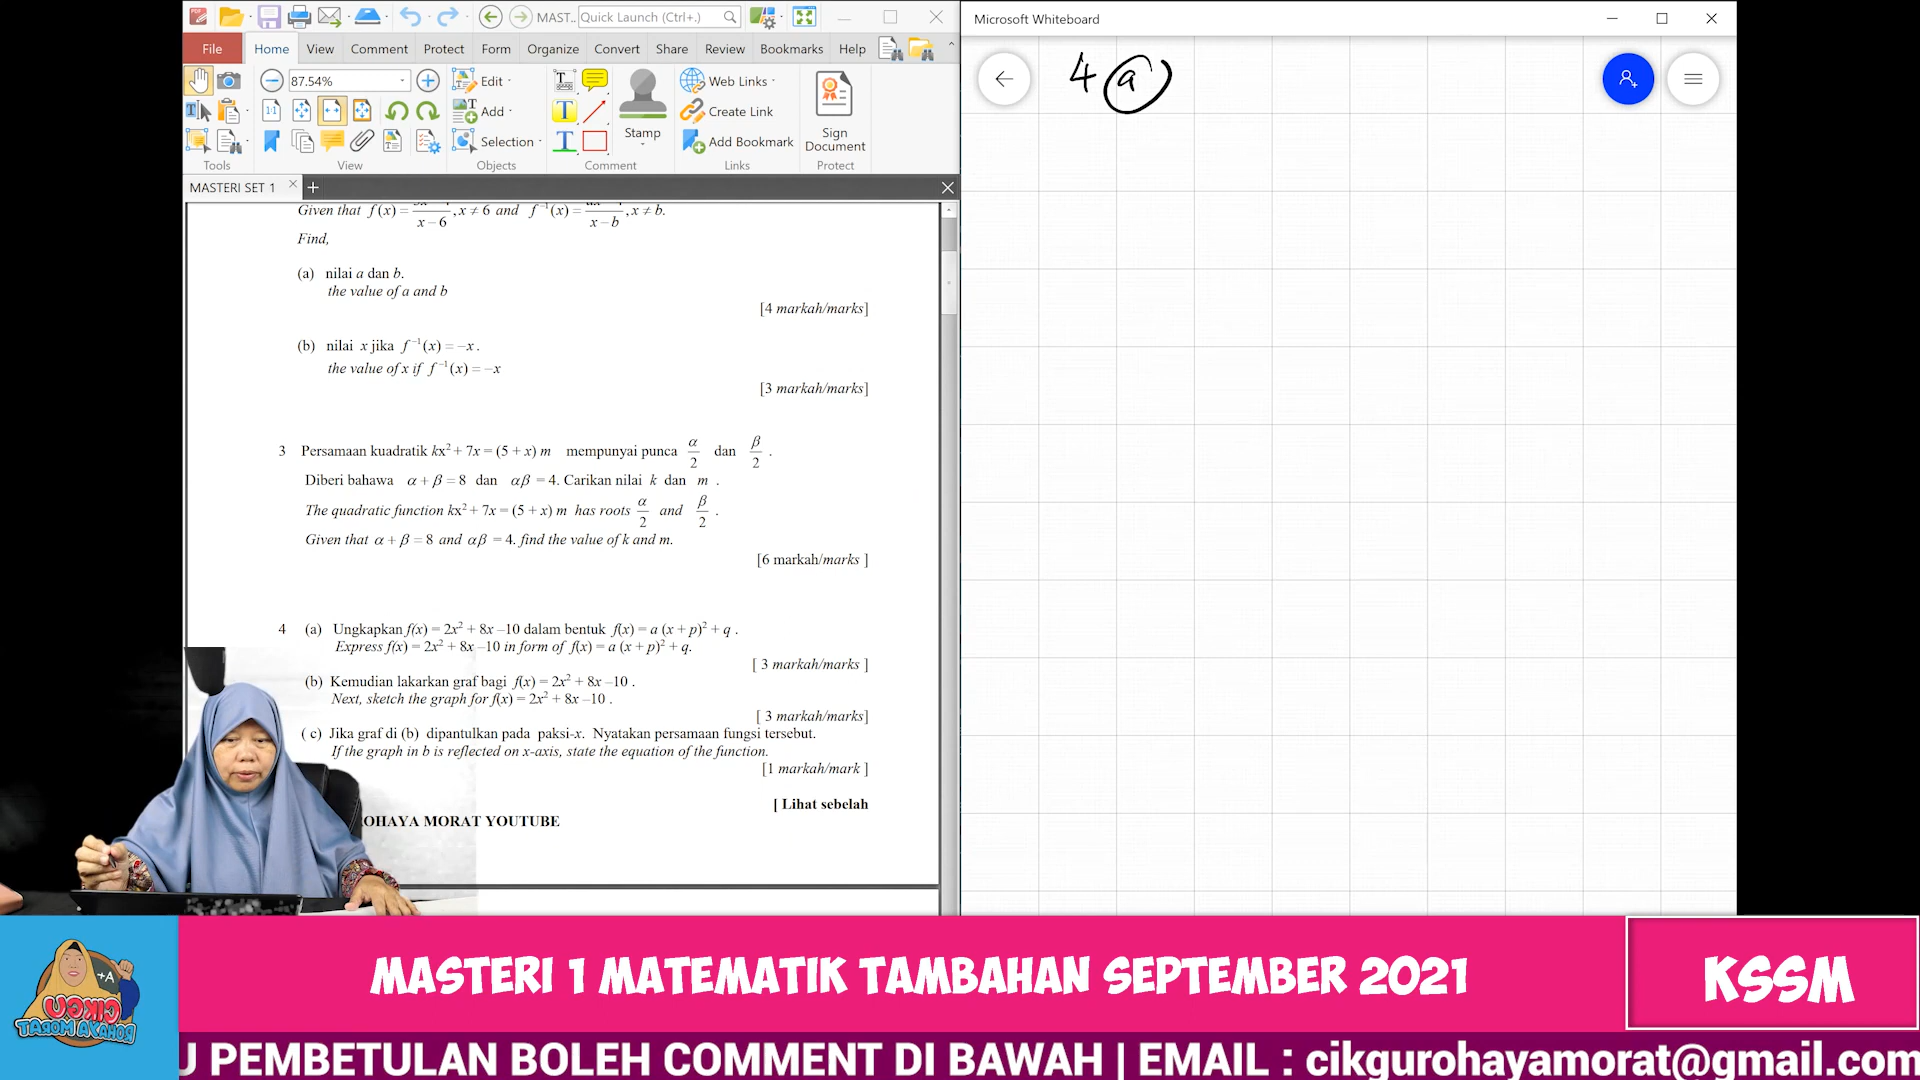 MAST.. Quick Launch (Ctrl+.)
File Home View Comment Protect Form Organize Convert Share Review Bookmarks Help
87.54%
Edit
Add
Selection
Stamp
Web Links
Create Link
Add Bookmark
Sign Document
Tools View Objects Comment Links Protect
MASTERI SET 1
Given that f(x) = /(x – 6), x ≠ 6 and f⁻¹(x) = /(x – b), x ≠ b.
Find,
(a) nilai a dan b.
the value of a and b
[4 markah/marks]
(b) nilai x jika f⁻¹(x) = –x .
the value of x if f⁻¹(x) = –x
[3 markah/marks]
3 Persamaan kuadratik kx² + 7x = (5 + x) m mempunyai punca α/2 dan β/2 .
Diberi bahawa α + β = 8 dan αβ = 4. Carikan nilai k dan m .
The quadratic function kx² + 7x = (5 + x) m has roots α/2 and β/2 .
Given that α + β = 8 and αβ = 4. find the value of k and m.
[6 markah/marks ]
4 (a) Ungkapkan f(x) = 2x² + 8x –10 dalam bentuk f(x) = a (x + p)² + q .
Express f(x) = 2x² + 8x –10 in form of f(x) = a (x + p)² + q.
[ 3 markah/marks ]
(b) Kemudian lakarkan graf bagi f(x) = 2x² + 8x –10 .
Next, sketch the graph for f(x) = 2x² + 8x –10 .
[ 3 markah/marks]
( c) Jika graf di (b) dipantulkan pada paksi-x. Nyatakan persamaan fungsi tersebut.
If the graph in b is reflected on x-axis, state the equation of the function.
[1 markah/mark ]
[ Lihat sebelah
OHAYA MORAT YOUTUBE
Microsoft Whiteboard
4 (a)
+A
CIKGU
ROHAYA MORAT
MASTERI 1 MATEMATIK TAMBAHAN SEPTEMBER 2021
KSSM
U PEMBETULAN BOLEH COMMENT DI BAWAH | EMAIL : cikgurohayamorat@gmail.com